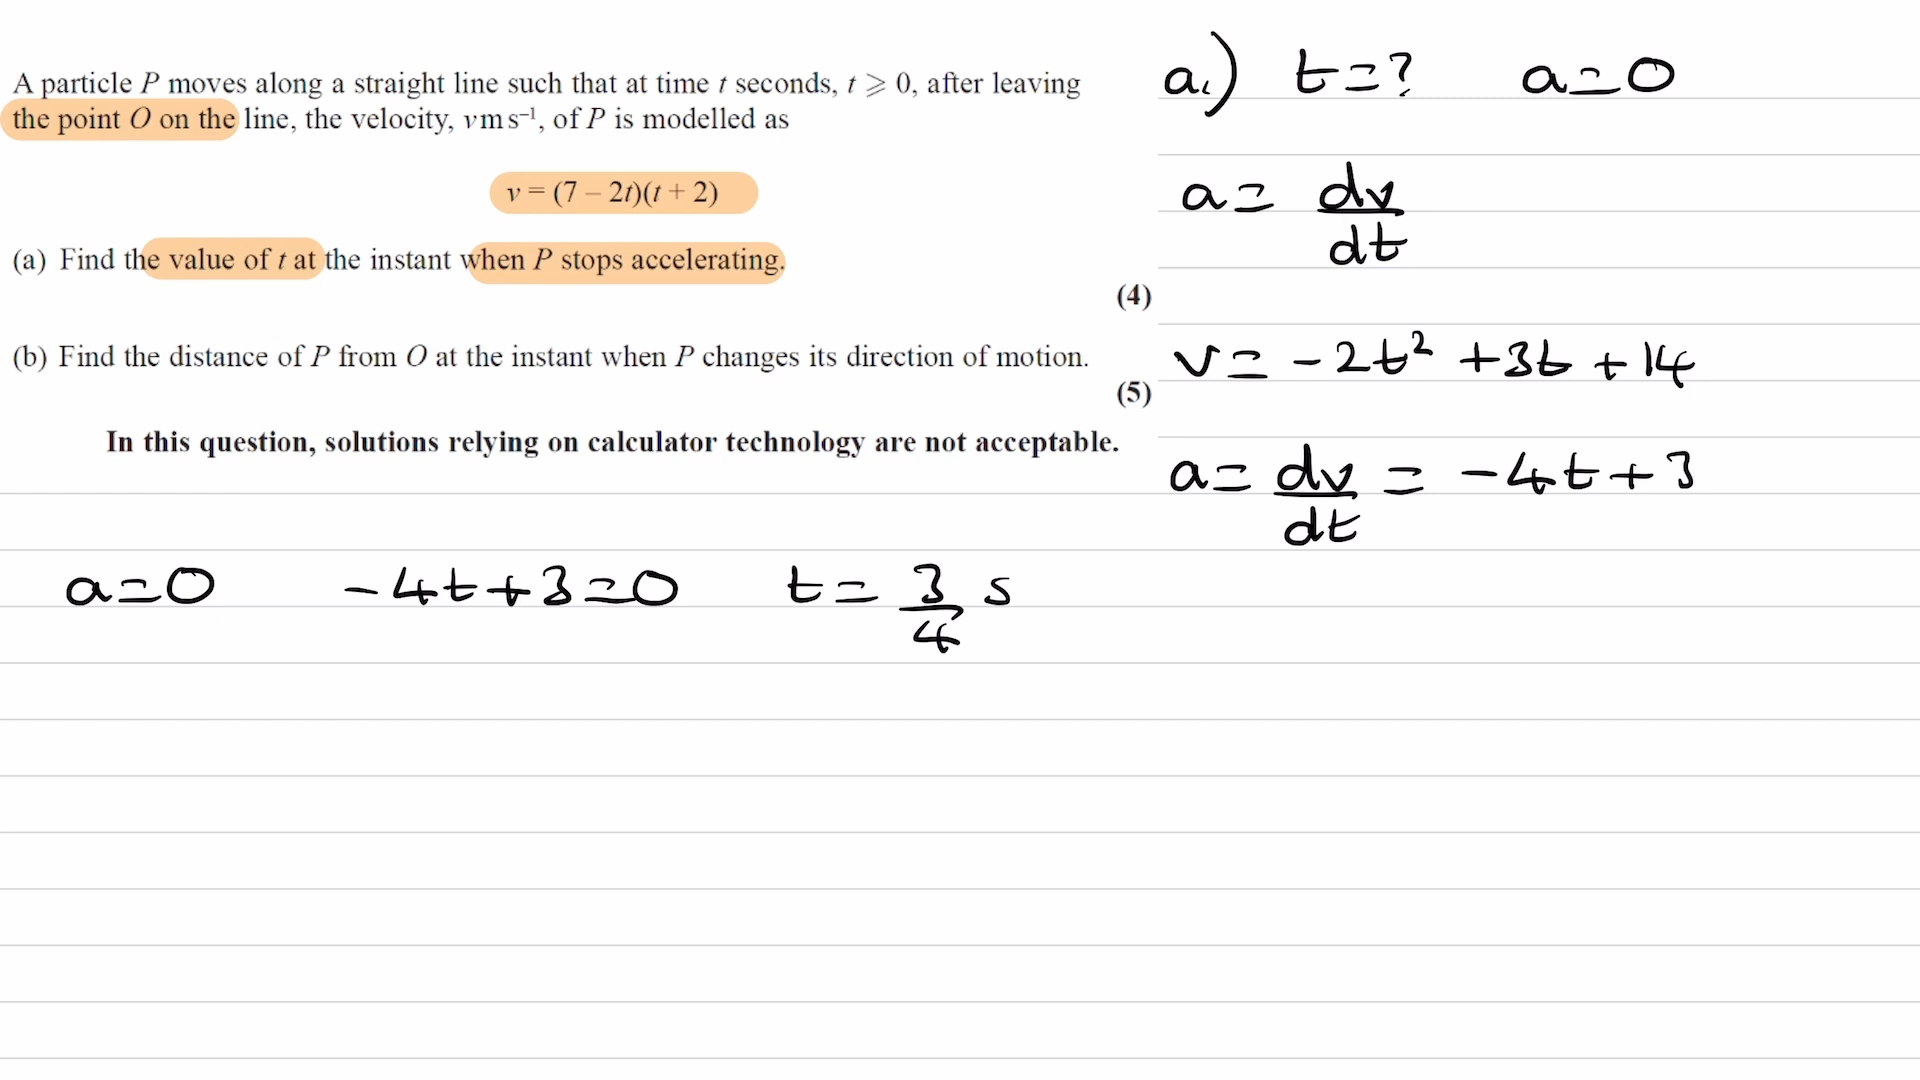 A particle P moves along a straight line such that at time t seconds, t ⩾ 0, after leaving
the point O on the line, the velocity, v m s⁻¹, of P is modelled as
v = (7 – 2t)(t + 2)
(a) Find the value of t at the instant when P stops accelerating.
(4)
(b) Find the distance of P from O at the instant when P changes its direction of motion.
(5)
In this question, solutions relying on calculator technology are not acceptable.
a.) t=? a=0
a= dv/dt
v= -2t² +3t +14
a= dv/dt = -4t+3
a=0 -4t+3=0 t= 3/4 s